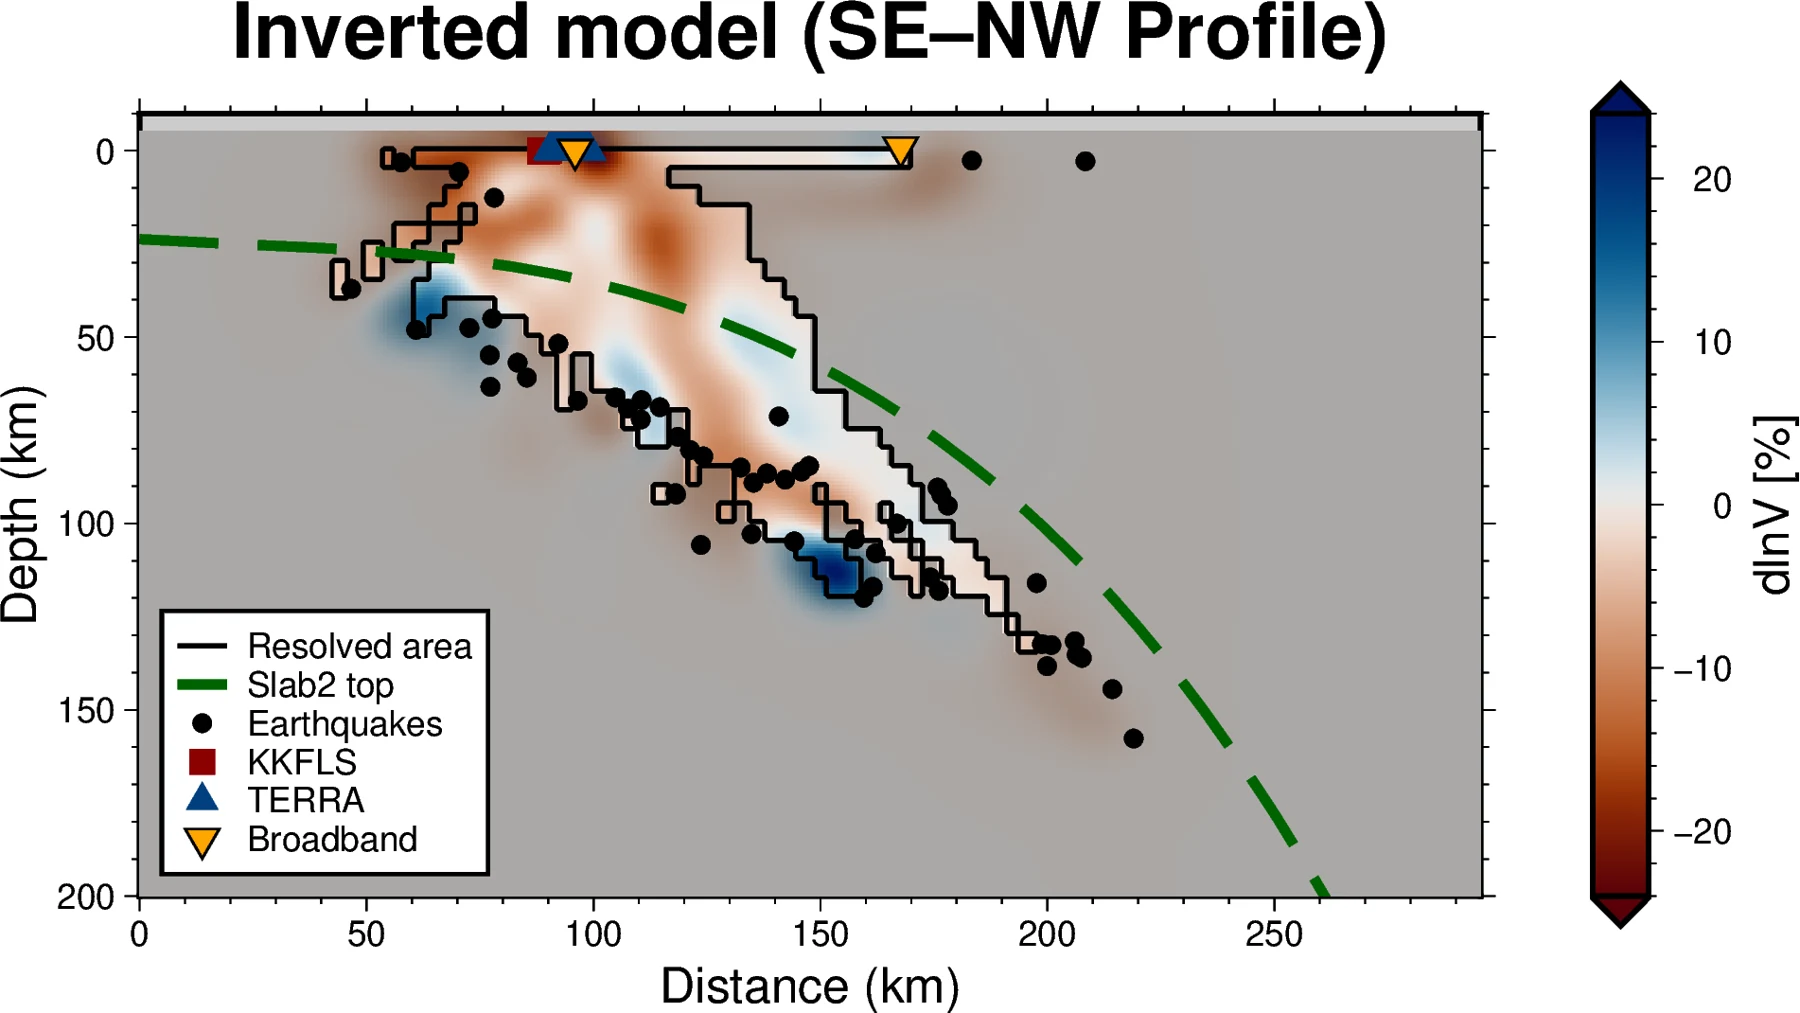 Inverted model (SE–NW Profile)
0
50
100
150
200
Depth (km)
0
50
100
150
200
250
Distance (km)
Resolved area
Slab2 top
Earthquakes
KKFLS
TERRA
Broadband
20
10
0
−10
−20
dlnV [%]